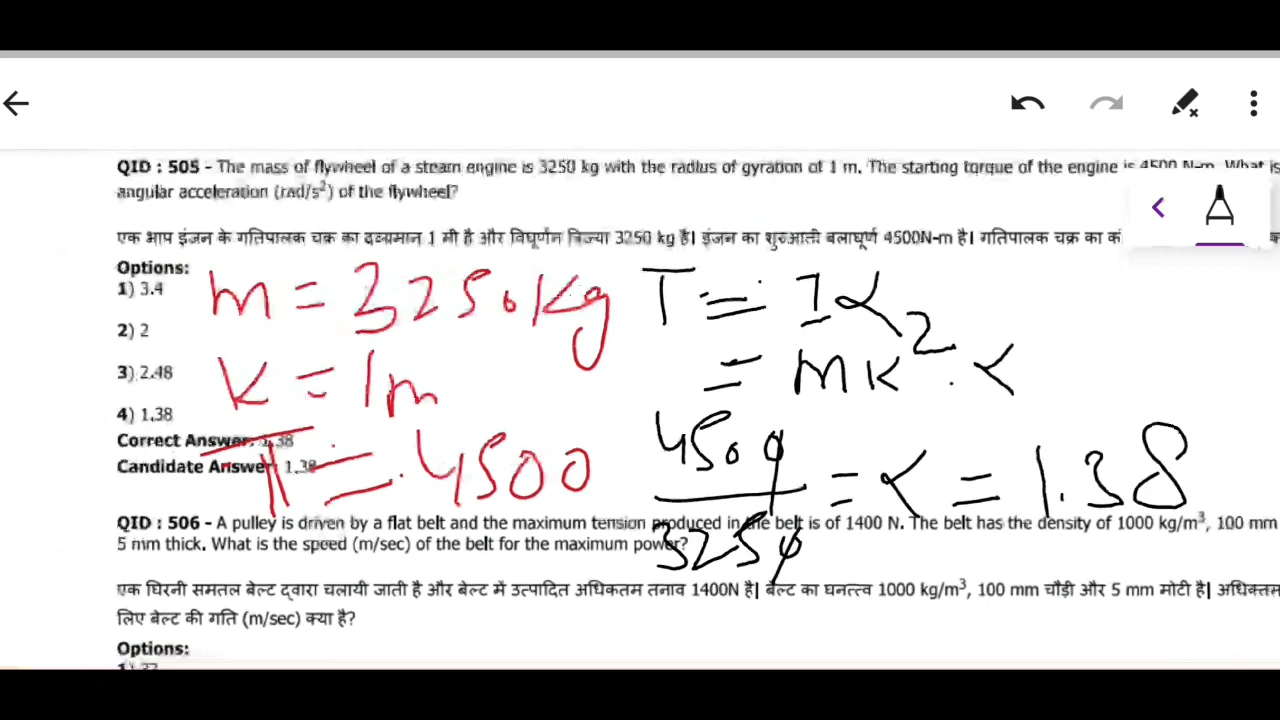 QID : 505 - The mass of flywheel of a steam engine is 3250 kg with the radius of gyration of 1 m. The starting torque of the engine is 4500 N-m. What is
angular acceleration (rad/s²) of the flywheel?
एक भाप इंजन के गतिपालक चक्र का द्रव्यमान 1 मी है और विघूर्णन त्रिज्या 3250 kg है। इंजन का शुरुआती बलाघूर्ण 4500N-m है। गतिपालक चक्र का
Options:
1) 3.4
2) 2
3) 2.48
4) 1.38
m = 3250 kg
k = 1m
T = 4500
T = Iα
= mk² . α
4500/3250 = α = 1.38
Correct Answer: 1.38
Candidate Answer: 1.38
QID : 506 - A pulley is driven by a flat belt and the maximum tension produced in the belt is of 1400 N. The belt has the density of 1000 kg/m³, 100 mm
5 mm thick. What is the speed (m/sec) of the belt for the maximum power?
एक घिरनी समतल बेल्ट द्वारा चलायी जाती है और बेल्ट में उत्पादित अधिकतम तनाव 1400N है| बेल्ट का घनत्त्व 1000 kg/m³, 100 mm चौड़ी और 5 mm मोटी है| अधिकतम
लिए बेल्ट की गति (m/sec) क्या है?
Options: